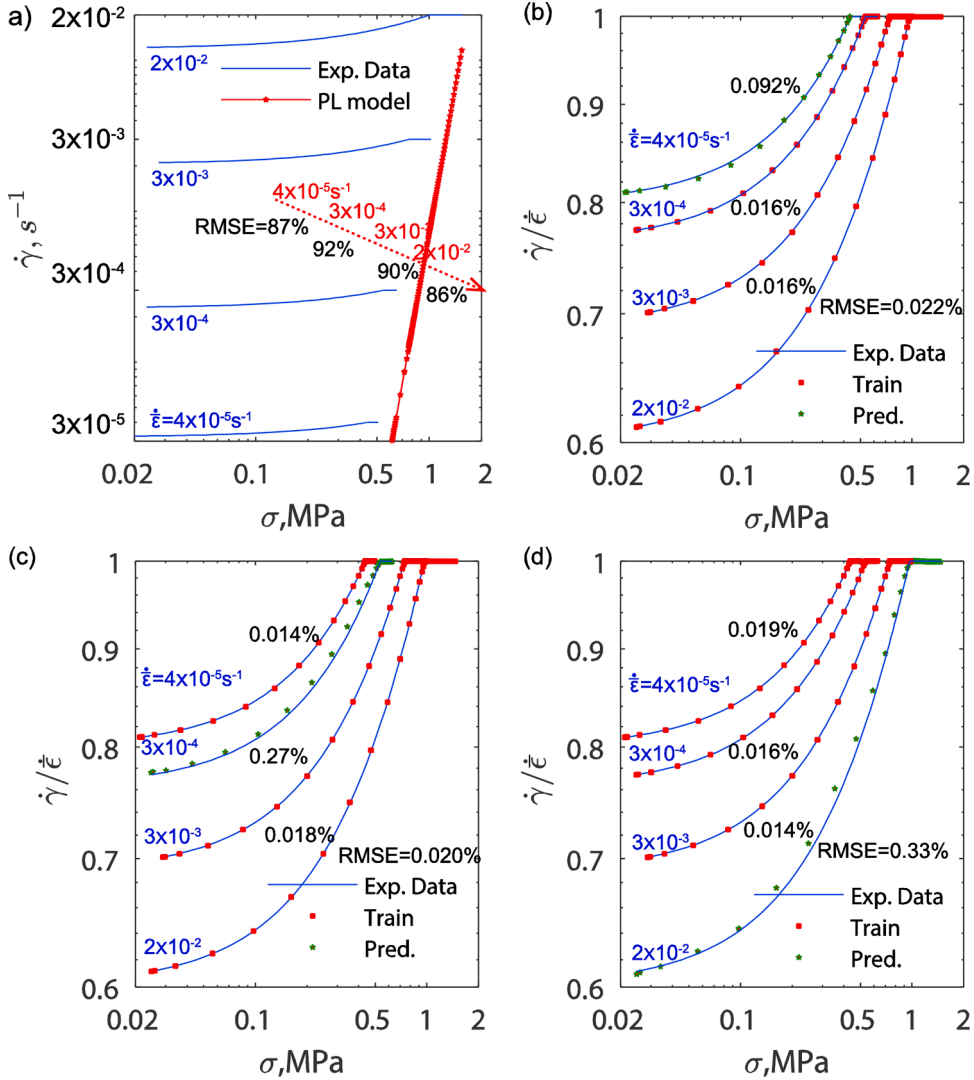 a)
2x10⁻²
3x10⁻³
3x10⁻⁴
3x10⁻⁵
γ̇, s⁻¹
2x10⁻²
Exp. Data
PL model
3x10⁻³
4x10⁻⁵s⁻¹
3x10⁻⁴
3x10⁻³
2x10⁻²
RMSE=87%
92%
90%
86%
3x10⁻⁴
ε̇=4x10⁻⁵s⁻¹
0.02 0.1 0.5 1 2
σ,MPa
(b)
1
0.9
0.8
0.7
0.6
γ̇/ε̇
0.092%
ε̇=4x10⁻⁵s⁻¹
3x10⁻⁴
0.016%
3x10⁻³
0.016%
RMSE=0.022%
Exp. Data
Train
Pred.
2x10⁻²
0.02 0.1 0.5 1 2
σ,MPa
(c)
1
0.9
0.8
0.7
0.6
γ̇/ε̇
0.014%
ε̇=4x10⁻⁵s⁻¹
3x10⁻⁴
0.27%
3x10⁻³
0.018%
RMSE=0.020%
Exp. Data
Train
Pred.
2x10⁻²
0.02 0.1 0.5 1 2
σ,MPa
(d)
1
0.9
0.8
0.7
0.6
γ̇/ε̇
0.019%
ε̇=4x10⁻⁵s⁻¹
3x10⁻⁴
0.016%
3x10⁻³
0.014%
RMSE=0.33%
Exp. Data
Train
Pred.
2x10⁻²
0.02 0.1 0.5 1 2
σ,MPa